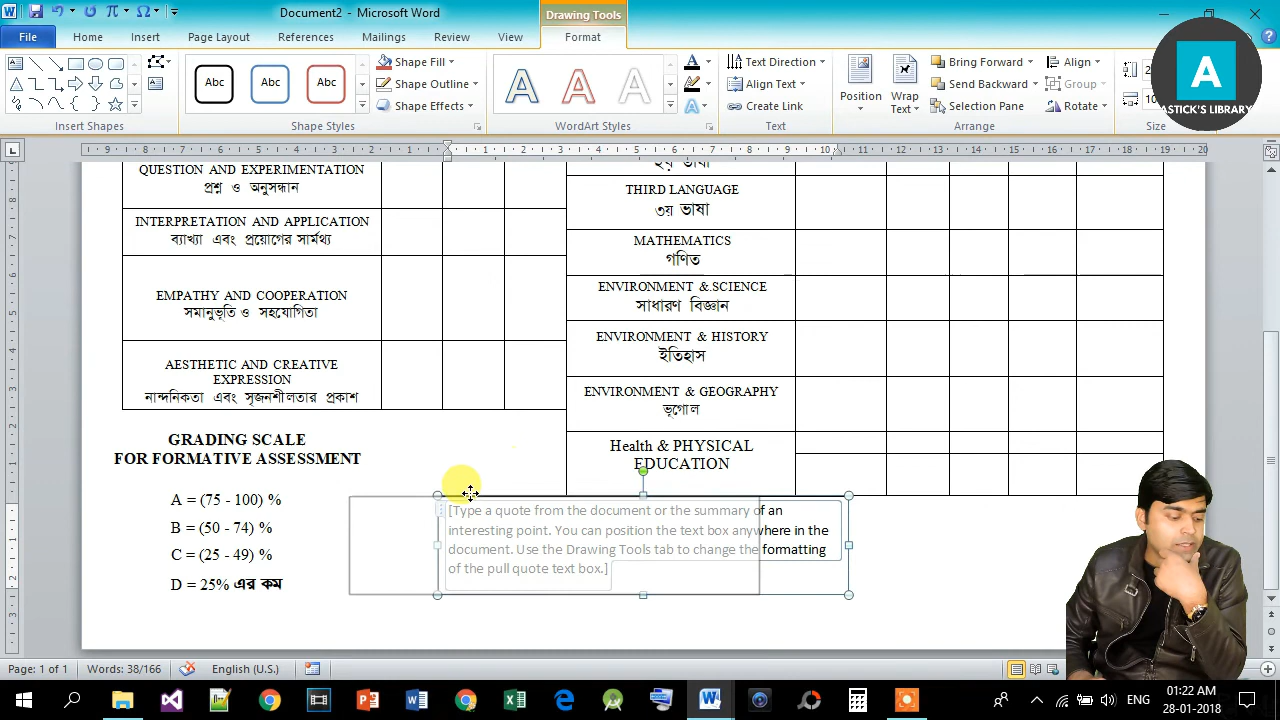 Document2 - Microsoft Word
Drawing Tools
File Home Insert Page Layout References Mailings Review View Format
Abc Abc Abc
Shape Fill
Shape Outline
Shape Effects
Text Direction
Align Text
Create Link
Position
Wrap Text
Bring Forward
Send Backward
Selection Pane
Align
Group
Rotate
Insert Shapes
Shape Styles
WordArt Styles
Text
Arrange
Size
A
ASTICK'S LIBRARY
QUESTION AND EXPERIMENTATION
প্রশ্ন ও অনুসন্ধান
INTERPRETATION AND APPLICATION
ব্যাখ্যা এবং প্রয়োগের সার্মথ্য
EMPATHY AND COOPERATION
সমানুভূতি ও সহযোগিতা
AESTHETIC AND CREATIVE
EXPRESSION
নান্দনিকতা এবং সৃজনশীলতার প্রকাশ
THIRD LANGUAGE
৩য় ভাষা
MATHEMATICS
গণিত
ENVIRONMENT &.SCIENCE
সাধারণ বিজ্ঞান
ENVIRONMENT & HISTORY
ইতিহাস
ENVIRONMENT & GEOGRAPHY
ভূগোল
Health & PHYSICAL
EDUCATION
GRADING SCALE
FOR FORMATIVE ASSESSMENT
A = (75 - 100) %
B = (50 - 74) %
C = (25 - 49) %
D = 25% এর কম
[Type a quote from the document or the summary of an
interesting point. You can position the text box anywhere in the
document. Use the Drawing Tools tab to change the formatting
of the pull quote text box.]
Page: 1 of 1 Words: 38/166 English (U.S.)
ENG
01:22 AM
28-01-2018